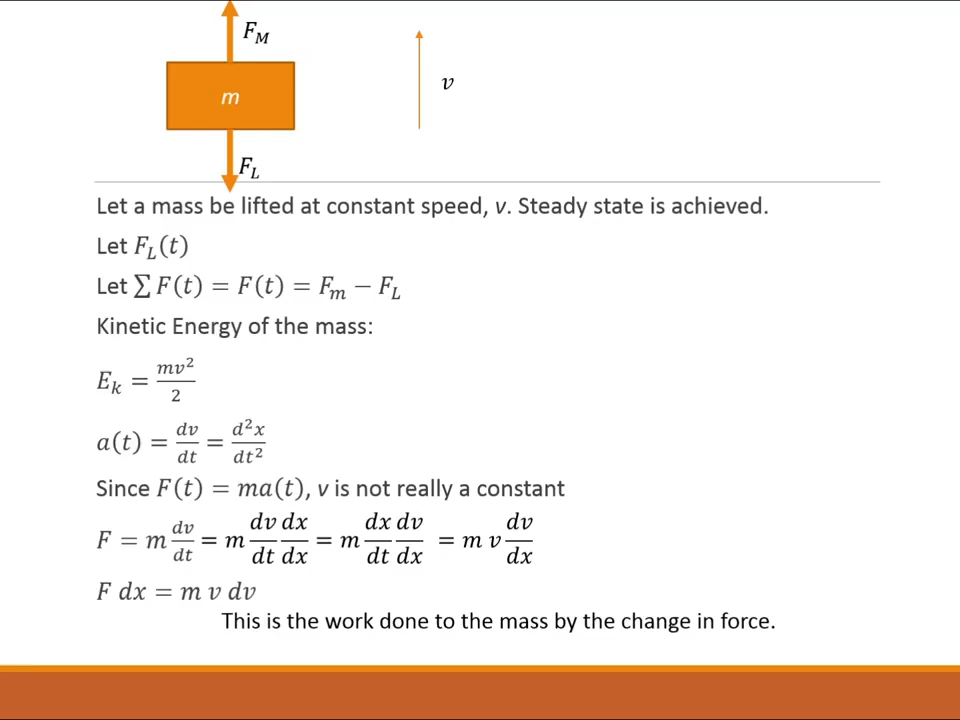 F_M
m
v
F_L
Let a mass be lifted at constant speed, v. Steady state is achieved.
Let F_L(t)
Let ∑ F(t) = F(t) = F_m − F_L
Kinetic Energy of the mass:
E_k = mv²/2
a(t) = dv/dt = d²x/dt²
Since F(t) = ma(t), v is not really a constant
F = m dv/dt = m dv/dt dx/dx = m dx/dt dv/dx = m v dv/dx
F dx = m v dv
This is the work done to the mass by the change in force.